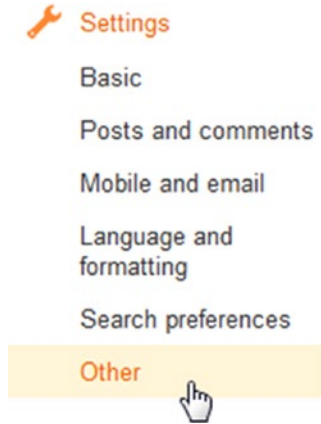 Settings
Basic
Posts and comments
Mobile and email
Language and
formatting
Search preferences
Other